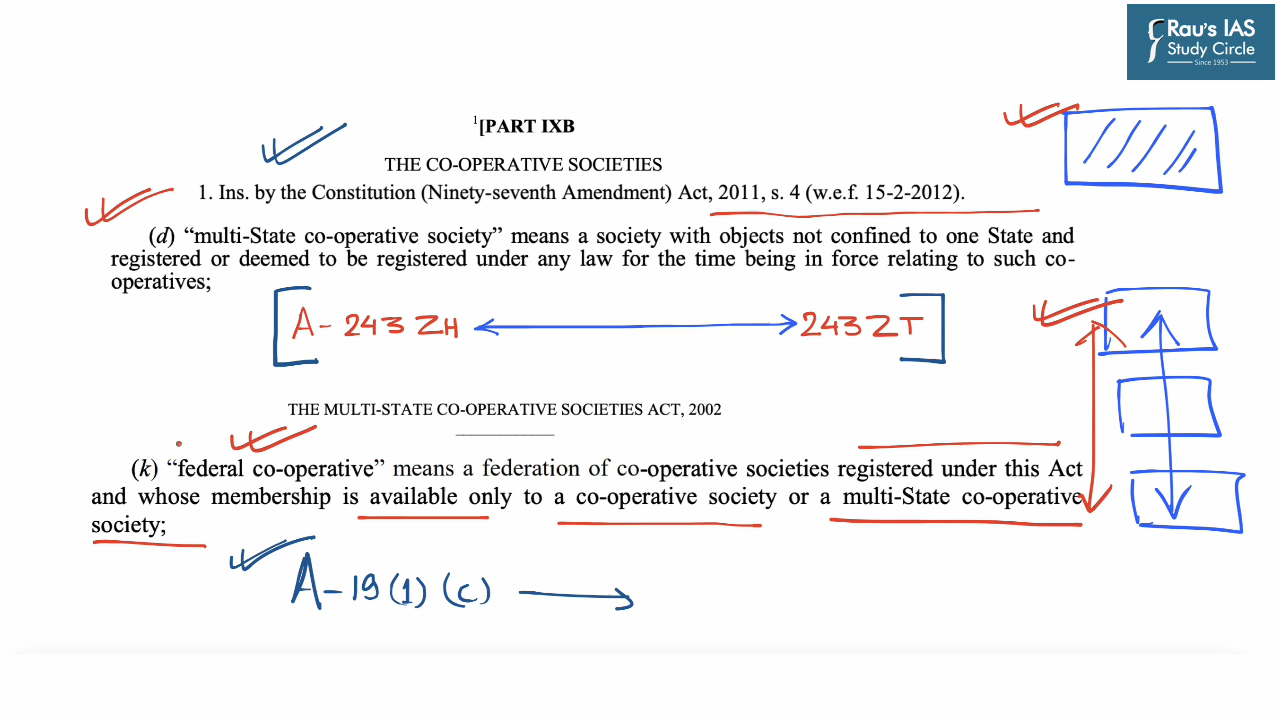 Rau's IAS
Study Circle
Since 1953
1[PART IXB
THE CO-OPERATIVE SOCIETIES
1. Ins. by the Constitution (Ninety-seventh Amendment) Act, 2011, s. 4 (w.e.f. 15-2-2012).
(d) “multi-State co-operative society” means a society with objects not confined to one State and
registered or deemed to be registered under any law for the time being in force relating to such co-
operatives;
[A- 243 ZH 243 ZT]
THE MULTI-STATE CO-OPERATIVE SOCIETIES ACT, 2002
(k) “federal co-operative” means a federation of co-operative societies registered under this Act
and whose membership is available only to a co-operative society or a multi-State co-operative
society;
A-19(1)(c)